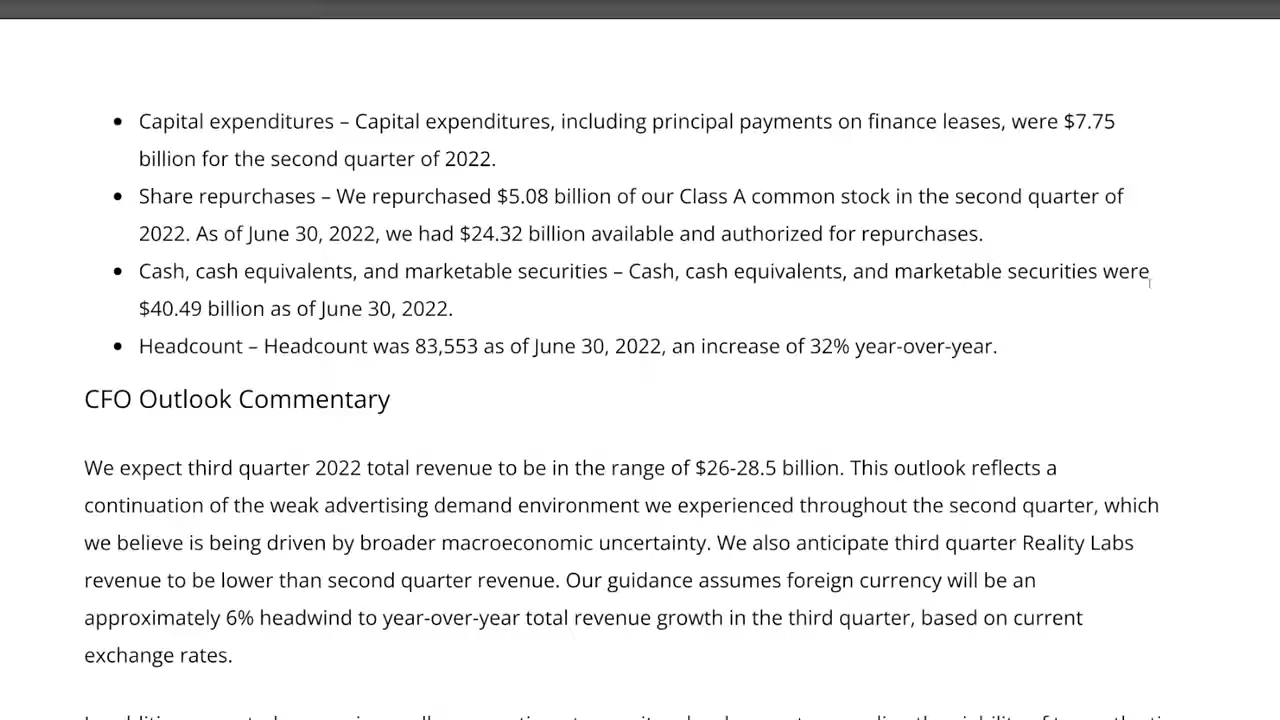 • Capital expenditures – Capital expenditures, including principal payments on finance leases, were $7.75
billion for the second quarter of 2022.
• Share repurchases – We repurchased $5.08 billion of our Class A common stock in the second quarter of
2022. As of June 30, 2022, we had $24.32 billion available and authorized for repurchases.
• Cash, cash equivalents, and marketable securities – Cash, cash equivalents, and marketable securities were
$40.49 billion as of June 30, 2022.
• Headcount – Headcount was 83,553 as of June 30, 2022, an increase of 32% year-over-year.
CFO Outlook Commentary
We expect third quarter 2022 total revenue to be in the range of $26-28.5 billion. This outlook reflects a
continuation of the weak advertising demand environment we experienced throughout the second quarter, which
we believe is being driven by broader macroeconomic uncertainty. We also anticipate third quarter Reality Labs
revenue to be lower than second quarter revenue. Our guidance assumes foreign currency will be an
approximately 6% headwind to year-over-year total revenue growth in the third quarter, based on current
exchange rates.